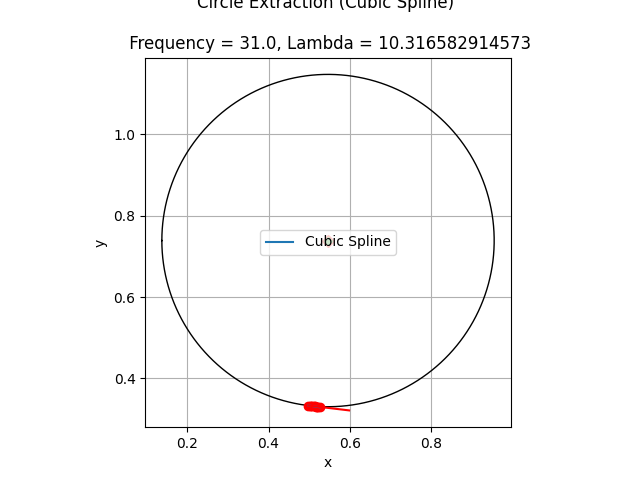 Circle Extraction (Cubic Spline)
Frequency = 31.0, Lambda = 10.316582914573
y
1.0
0.8
0.6
0.4
Cubic Spline
0.2
0.4
0.6
0.8
x